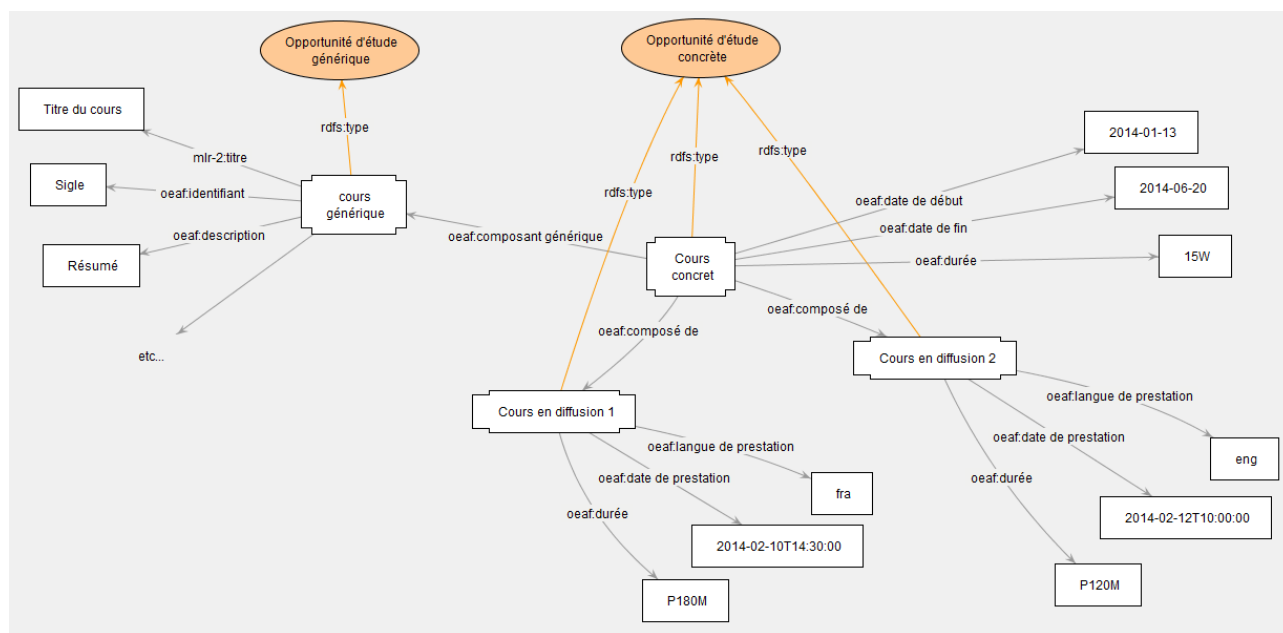 Opportunité d'étude
générique
Opportunité d'étude
concrète
Titre du cours
rdfs:type
mlr-2:titre
Sigle
oeaf:identifiant
cours
générique
oeaf:description
Résumé
etc...
oeaf:composant générique
rdfs:type
rdfs:type
rdfs:type
2014-01-13
2014-06-20
oeaf:date de début
oeaf:date de fin
Cours
concret
oeaf:durée
15W
oeaf:composé de
oeaf:composé de
Cours en diffusion 2
Cours en diffusion 1
oeaf:langue de prestation
oeaf:date de prestation
oeaf:durée
eng
2014-02-12T10:00:00
P120M
oeaf:langue de prestation
oeaf:date de prestation
oeaf:durée
fra
2014-02-10T14:30:00
P180M